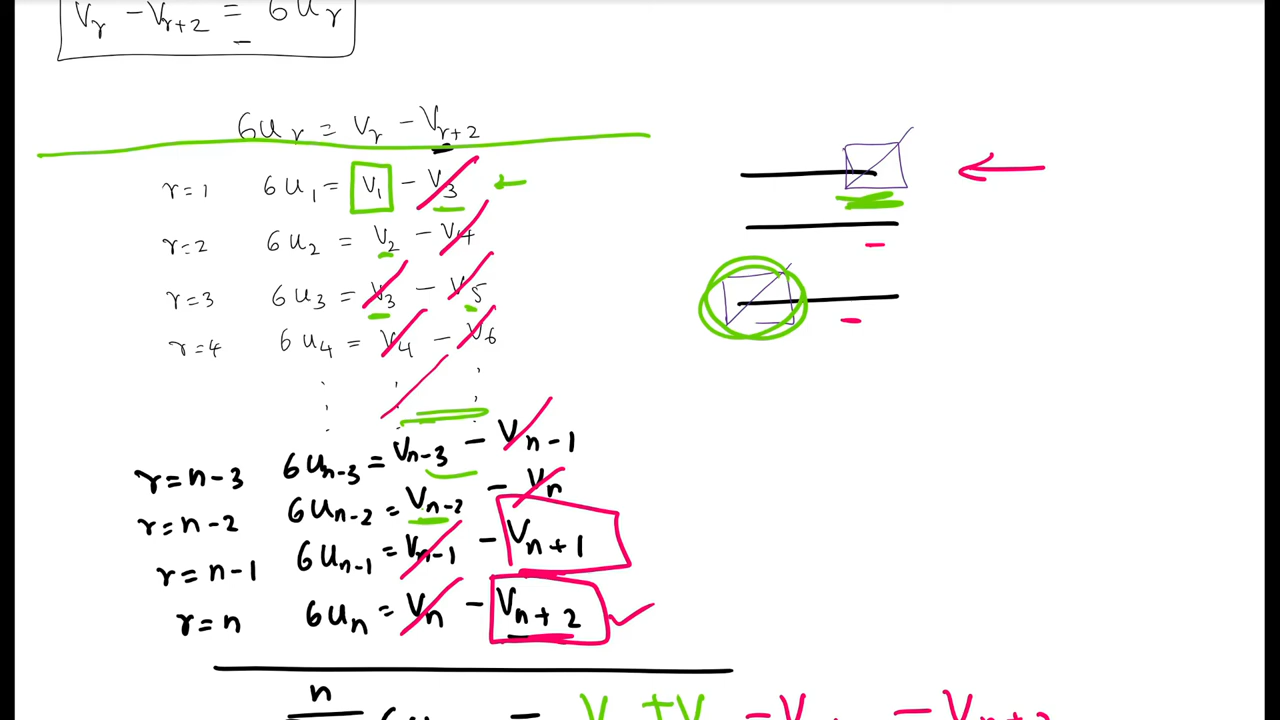 V_r - V_{r+2} = 6U_r
6U_r = V_r - V_{r+2}
r=1 6U_1 = V_1 - V_3
r=2 6U_2 = V_2 - V_4
r=3 6U_3 = V_3 - V_5
r=4 6U_4 = V_4 - V_6
⋮ ⋮ ⋮
r=n-3 6U_{n-3} = V_{n-3} - V_{n-1}
r=n-2 6U_{n-2} = V_{n-2} - V_n
r=n-1 6U_{n-1} = V_{n-1} - V_{n+1}
r=n 6U_n = V_n - V_{n+2}
n